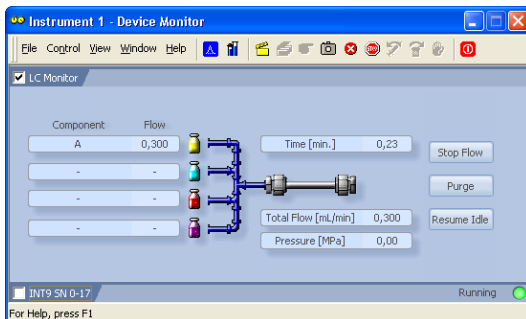 Instrument 1 - Device Monitor
File Control View Window Help
LC Monitor
Component Flow
A 0,300
- -
- -
- -
Time [min.] 0,23
Total Flow [mL/min] 0,300
Pressure [MPa] 0,00
Stop Flow
Purge
Resume Idle
INT9 SN 0-17 Running
For Help, press F1